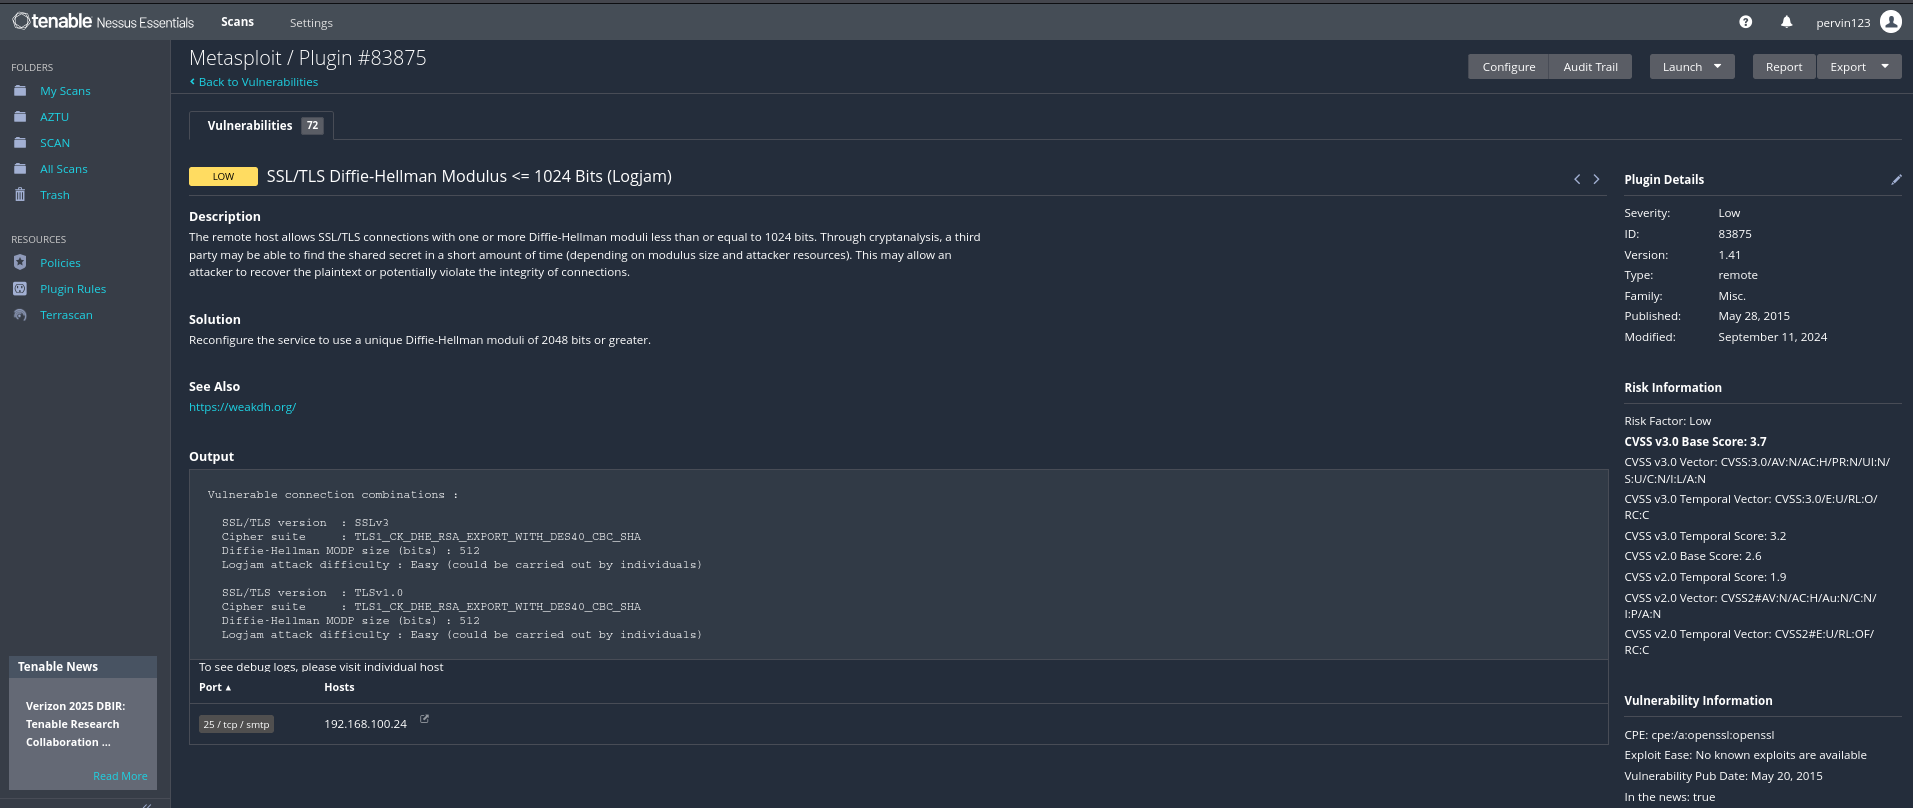 tenable Nessus Essentials
Scans
Settings
pervin123
FOLDERS
My Scans
AZTU
SCAN
All Scans
Trash
RESOURCES
Policies
Plugin Rules
Terrascan
Tenable News
Verizon 2025 DBIR:
Tenable Research
Collaboration ...
Read More
Metasploit / Plugin #83875
Back to Vulnerabilities
Configure
Audit Trail
Launch
Report
Export
Vulnerabilities 72
LOW
SSL/TLS Diffie-Hellman Modulus <= 1024 Bits (Logjam)
Description
The remote host allows SSL/TLS connections with one or more Diffie-Hellman moduli less than or equal to 1024 bits. Through cryptanalysis, a third
party may be able to find the shared secret in a short amount of time (depending on modulus size and attacker resources). This may allow an
attacker to recover the plaintext or potentially violate the integrity of connections.
Solution
Reconfigure the service to use a unique Diffie-Hellman moduli of 2048 bits or greater.
See Also
https://weakdh.org/
Output
Vulnerable connection combinations :
SSL/TLS version : SSLv3
Cipher suite : TLS1_CK_DHE_RSA_EXPORT_WITH_DES40_CBC_SHA
Diffie-Hellman MODP size (bits) : 512
Logjam attack difficulty : Easy (could be carried out by individuals)
SSL/TLS version : TLSv1.0
Cipher suite : TLS1_CK_DHE_RSA_EXPORT_WITH_DES40_CBC_SHA
Diffie-Hellman MODP size (bits) : 512
Logjam attack difficulty : Easy (could be carried out by individuals)
To see debug logs, please visit individual host
Port ▲ Hosts
25 / tcp / smtp 192.168.100.24
Plugin Details
Severity: Low
ID: 83875
Version: 1.41
Type: remote
Family: Misc.
Published: May 28, 2015
Modified: September 11, 2024
Risk Information
Risk Factor: Low
CVSS v3.0 Base Score: 3.7
CVSS v3.0 Vector: CVSS:3.0/AV:N/AC:H/PR:N/UI:N/
S:U/C:N/I:L/A:N
CVSS v3.0 Temporal Vector: CVSS:3.0/E:U/RL:O/
RC:C
CVSS v3.0 Temporal Score: 3.2
CVSS v2.0 Base Score: 2.6
CVSS v2.0 Temporal Score: 1.9
CVSS v2.0 Vector: CVSS2#AV:N/AC:H/Au:N/C:N/
I:P/A:N
CVSS v2.0 Temporal Vector: CVSS2#E:U/RL:OF/
RC:C
Vulnerability Information
CPE: cpe:/a:openssl:openssl
Exploit Ease: No known exploits are available
Vulnerability Pub Date: May 20, 2015
In the news: true